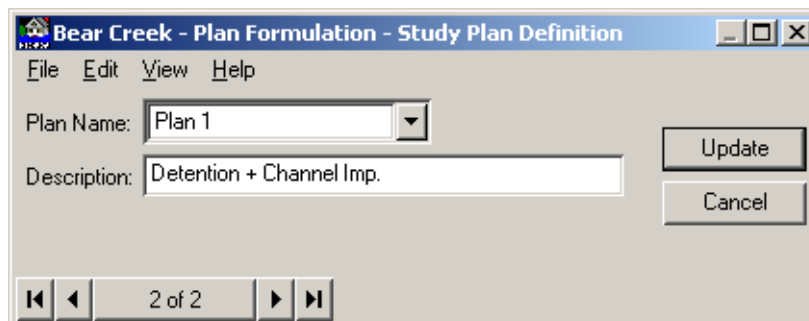 Bear Creek - Plan Formulation - Study Plan Definition
File Edit View Help
Plan Name: Plan 1
Update
Description: Detention + Channel Imp.
Cancel
2 of 2